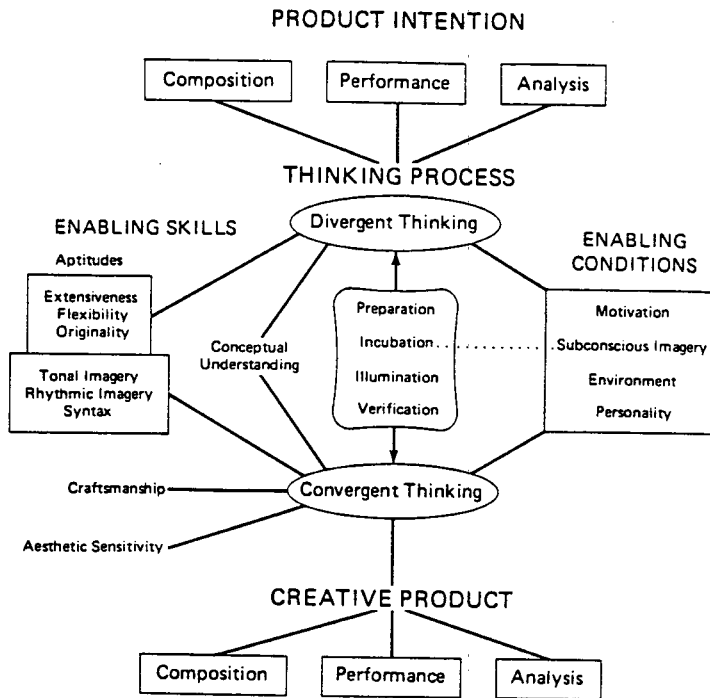 PRODUCT INTENTION
Composition
Performance
Analysis
THINKING PROCESS
Divergent Thinking
ENABLING SKILLS
Aptitudes
Extensiveness
Flexibility
Originality
Tonal Imagery
Rhythmic Imagery
Syntax
Conceptual
Understanding
Preparation
Incubation
Illumination
Verification
ENABLING
CONDITIONS
Motivation
Subconscious Imagery
Environment
Personality
Craftsmanship
Aesthetic Sensitivity
Convergent Thinking
CREATIVE PRODUCT
Composition
Performance
Analysis